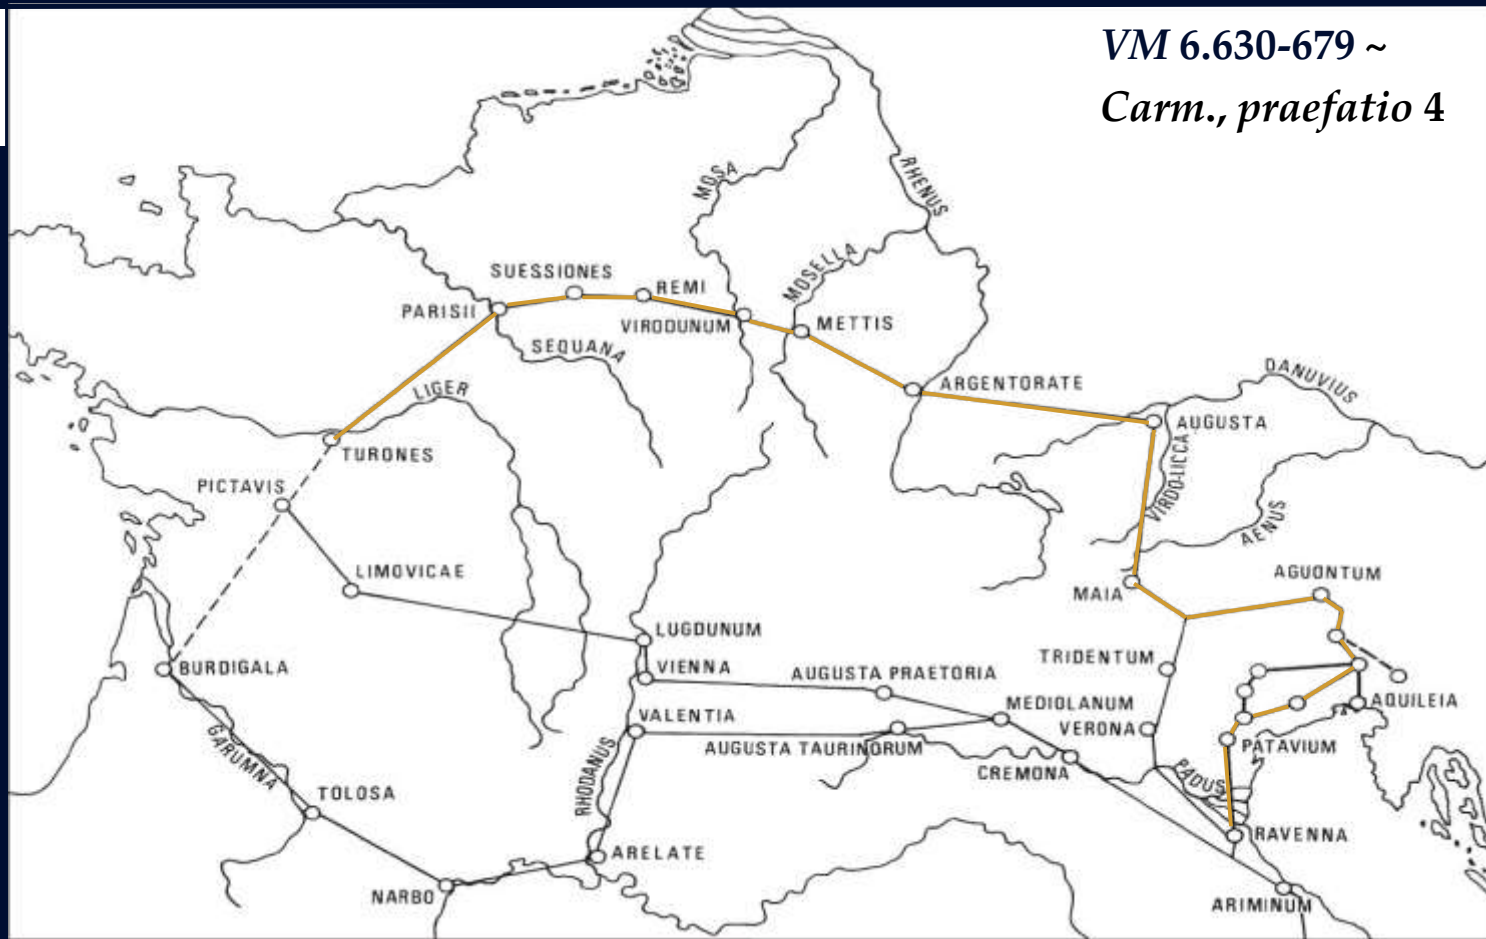 VM 6.630-679 ~
Carm., praefatio 4
RHENUS
MOSA
MOSELLA
SUESSIONES
REMI
PARISII
VIRODUNUM
METTIS
SEQUANA
ARGENTORATE
DANUVIUS
LIGER
AUGUSTA
TURONES
VIRDO-LICCA
PICTAVIS
AENUS
LIMOVICAE
AGUONTUM
MAIA
LUGDUNUM
TRIDENTUM
BURDIGALA
VIENNA
AUGUSTA PRAETORIA
AQUILEIA
MEDIOLANUM
VALENTIA
VERONA
AUGUSTA TAURINORUM
PATAVIUM
GARUMNA
CREMONA
PADUS
RHODANUS
TOLOSA
RAVENNA
ARELATE
NARBO
ARIMINUM